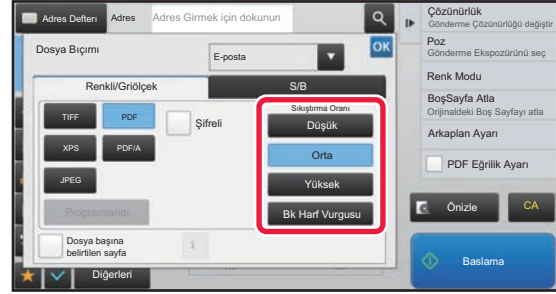 Adres Defteri
Adres
Adres Girmek için dokunun
Dosya Bıçımı
E-posta
OK
Renkli/Griölçek
S/B
TIFF
PDF
Şifreli
XPS
PDF/A
JPEG
Programlandı
Sıkıştırma Oranı
Düşük
Orta
Yüksek
Bk Harf Vurgusu
Dosya başına
belirtilen sayfa
1
Diğerleri
Çözünürlük
Gönderme Çözünürlüğü değiştir
Poz
Gönderme Ekspozürünü seç
Renk Modu
BoşSayfa Atla
Orijinaldeki Boş Sayfayı atla
Arkaplan Ayarı
PDF Eğrilik Ayarı
Önizle
CA
Baslama